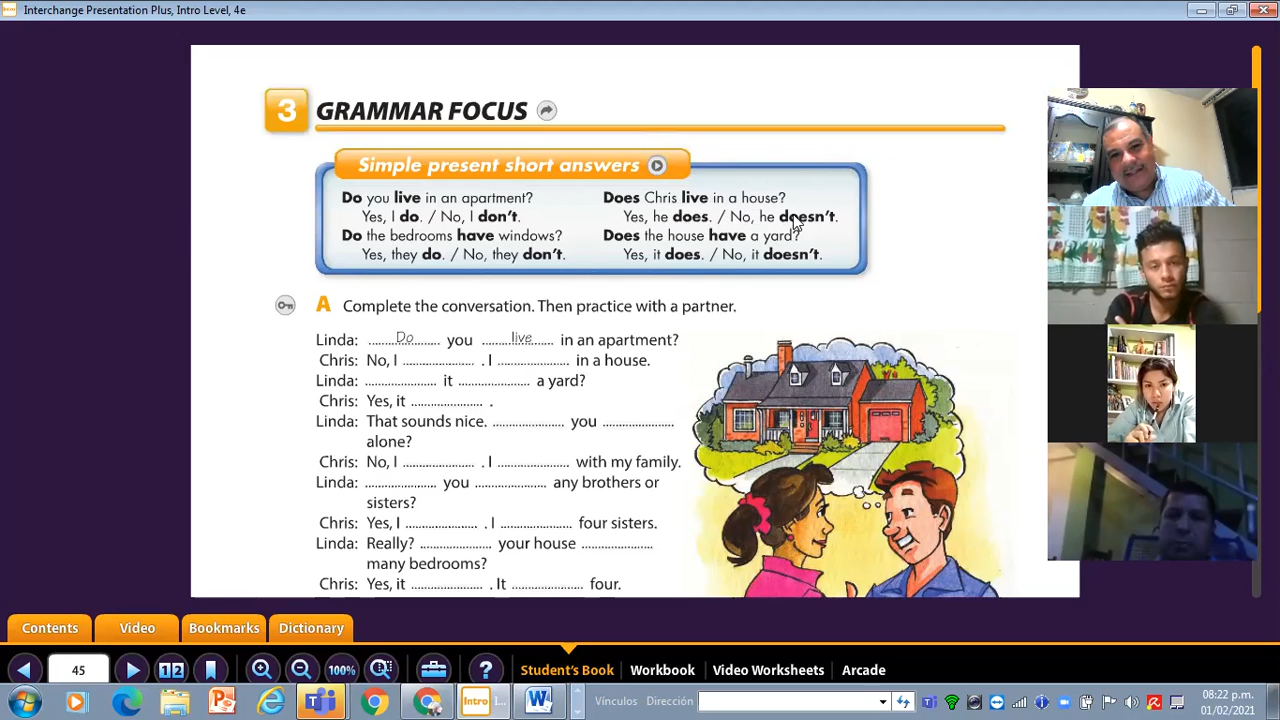 Interchange Presentation Plus, Intro Level, 4e
3 GRAMMAR FOCUS
Simple present short answers
Do you live in an apartment?
Yes, I do. / No, I don't.
Do the bedrooms have windows?
Yes, they do. / No, they don't.
Does Chris live in a house?
Yes, he does. / No, he doesn't.
Does the house have a yard?
Yes, it does. / No, it doesn't.
A Complete the conversation. Then practice with a partner.
Linda: Do you live in an apartment?
Chris: No, I .................. . I .................. in a house.
Linda: .................. it .................. a yard?
Chris: Yes, it .................. .
Linda: That sounds nice. .................. you ..................
alone?
Chris: No, I .................. . I .................. with my family.
Linda: .................. you .................. any brothers or
sisters?
Chris: Yes, I .................. . I .................. four sisters.
Linda: Really? .................. your house ..................
many bedrooms?
Chris: Yes, it .................. . It .................. four.
Contents Video Bookmarks Dictionary
45 12 100% ? Student's Book Workbook Video Worksheets Arcade
Intro I... Vínculos Dirección
08:22 p.m.
01/02/2021